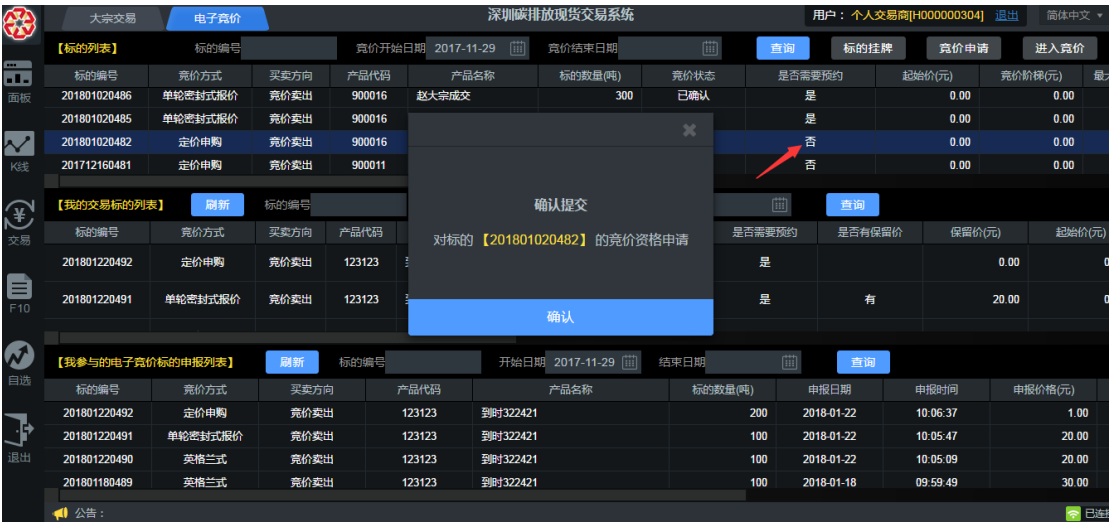 深圳碳排放现货交易系统
大宗交易 电子竞价 用户： 个人交易商[H000000304] 退出 简体中文
【标的列表】 标的编号 竞价开始日期 2017-11-29 竞价结束日期 查询 标的挂牌 竞价申请 进入竞价
标的编号 竞价方式 买卖方向 产品代码 产品名称 标的数量(吨) 竞价状态 是否需要预约 起始价(元) 竞价阶梯(元)
201801020486 单轮密封式报价 竞价卖出 900016 赵大宗成交 300 已确认 是 0.00 0.00
201801020485 单轮密封式报价 竞价卖出 900016 是 0.00 0.00
201801020482 定价申购 竞价卖出 900016 否 0.00 0.00
201712160481 定价申购 竞价卖出 900011 否 0.00 0.00
面板
K线
交易
F10
自选
退出
确认提交
对标的【201801020482】的竞价资格申请
确认
【我的交易标的列表】 刷新 标的编号 查询
标的编号 竞价方式 买卖方向 产品代码 是否需要预约 是否有保留价 保留价(元) 起始价(元)
201801220492 定价申购 竞价卖出 123123 是 0.00
201801220491 单轮密封式报价 竞价卖出 123123 是 有 20.00
【我参与的电子竞价标的申报列表】 刷新 标的编号 开始日期 2017-11-29 结束日期 查询
标的编号 竞价方式 买卖方向 产品代码 产品名称 标的数量(吨) 申报日期 申报时间 申报价格(元)
201801220492 定价申购 竞价卖出 123123 到时322421 200 2018-01-22 10:06:37 1.00
201801220491 单轮密封式报价 竞价卖出 123123 到时322421 100 2018-01-22 10:05:47 20.00
201801220490 英格兰式 竞价卖出 123123 到时322421 100 2018-01-22 10:05:09 20.00
201801180489 英格兰式 竞价卖出 123123 到时322421 100 2018-01-18 09:59:49 30.00
公告： 已连